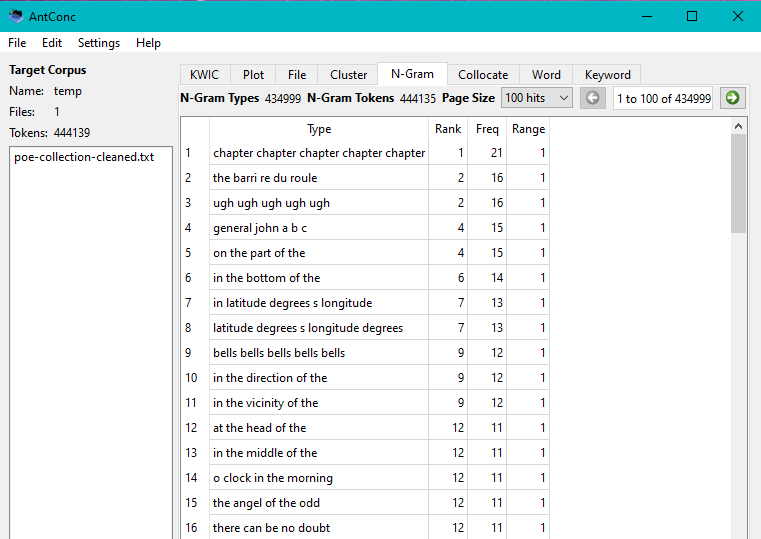 AntConc
File Edit Settings Help
Target Corpus
Name: temp
Files: 1
Tokens: 444139
poe-collection-cleaned.txt
KWIC Plot File Cluster N-Gram Collocate Word Keyword
N-Gram Types 434999 N-Gram Tokens 444135 Page Size 100 hits 1 to 100 of 434999
Type Rank Freq Range
1 chapter chapter chapter chapter chapter 1 21 1
2 the barri re du roule 2 16 1
3 ugh ugh ugh ugh ugh 2 16 1
4 general john a b c 4 15 1
5 on the part of the 4 15 1
6 in the bottom of the 6 14 1
7 in latitude degrees s longitude 7 13 1
8 latitude degrees s longitude degrees 7 13 1
9 bells bells bells bells bells 9 12 1
10 in the direction of the 9 12 1
11 in the vicinity of the 9 12 1
12 at the head of the 12 11 1
13 in the middle of the 12 11 1
14 o clock in the morning 12 11 1
15 the angel of the odd 12 11 1
16 there can be no doubt 12 11 1